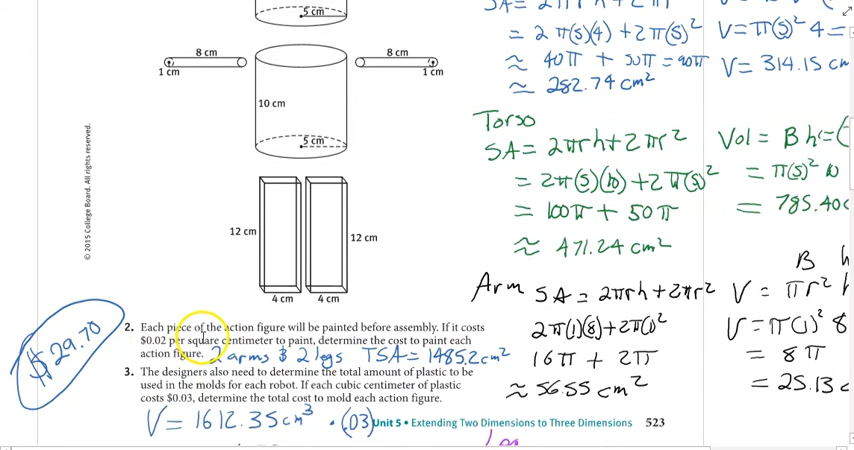 5 cm
8 cm
1 cm
8 cm
1 cm
10 cm
5 cm
12 cm
12 cm
4 cm
4 cm
© 2015 College Board. All rights reserved.
2. Each piece of the action figure will be painted before assembly. If it costs
$0.02 per square centimeter to paint, determine the cost to paint each
action figure. 2 arms & 2 legs TSA = 1485.2 cm²
$29.70
3. The designers also need to determine the total amount of plastic to be
used in the molds for each robot. If each cubic centimeter of plastic
costs $0.03, determine the total cost to mold each action figure.
V = 1612.35 cm³ • (.03)
Unit 5 • Extending Two Dimensions to Three Dimensions 523
= 2π(5)(4) + 2π(5)²
≈ 40π + 50π = 90π
≈ 282.74 cm²
V = π(5)² 4 =
V = 314.15 cm
Torso
SA = 2πrh + 2πr²
= 2π(5)(10) + 2π(5)²
= 100π + 50π
≈ 471.24 cm²
Vol = B h = (
= π(5)² 10
= 785.40
Arm SA = 2πrh + 2πr²
2π(1)(8) + 2π(1)²
16π + 2π
≈ 56.55 cm²
B h
V = πr² h
V = π(1)² 8
= 8π
= 25.13